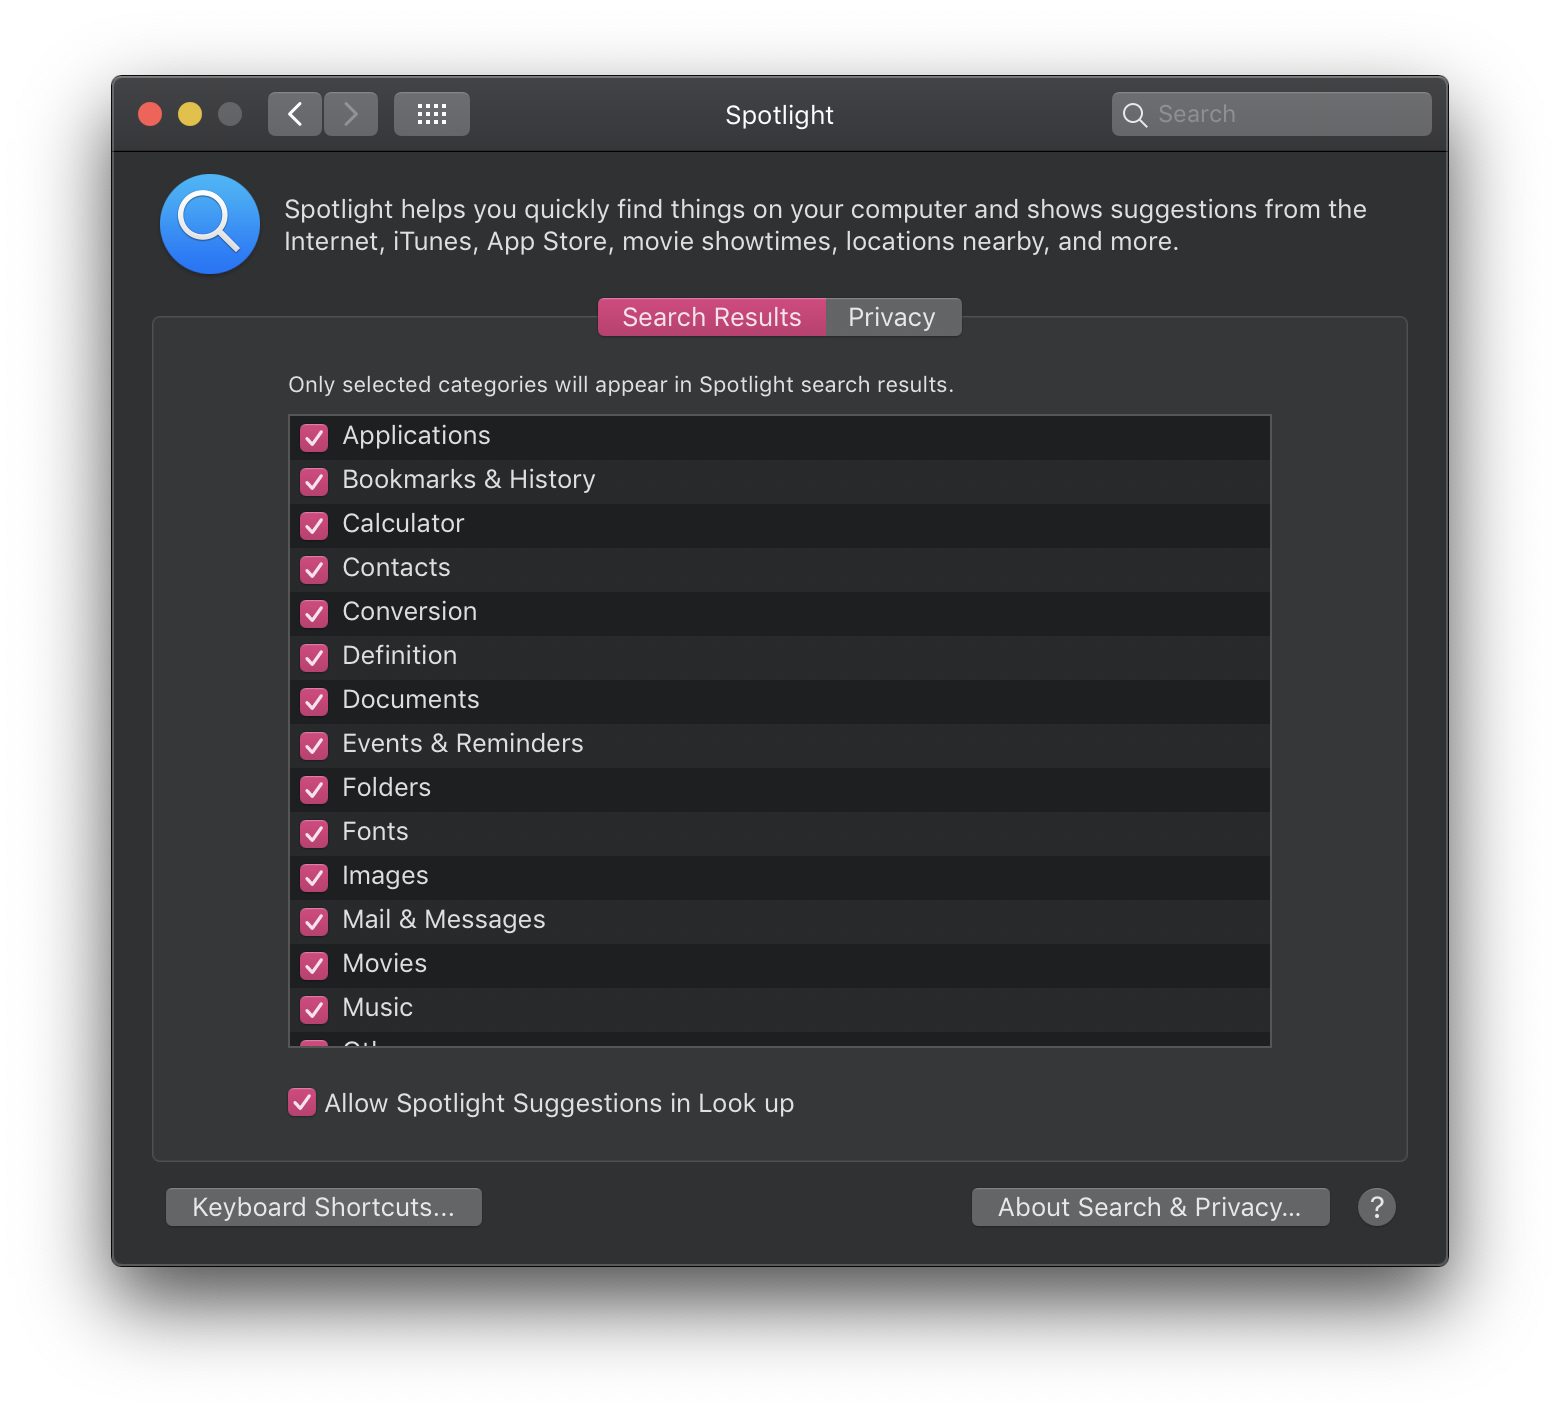 Spotlight
Search
Spotlight helps you quickly find things on your computer and shows suggestions from the
Internet, iTunes, App Store, movie showtimes, locations nearby, and more.
Search Results
Privacy
Only selected categories will appear in Spotlight search results.
Applications
Bookmarks & History
Calculator
Contacts
Conversion
Definition
Documents
Events & Reminders
Folders
Fonts
Images
Mail & Messages
Movies
Music
Allow Spotlight Suggestions in Look up
Keyboard Shortcuts...
About Search & Privacy...
?